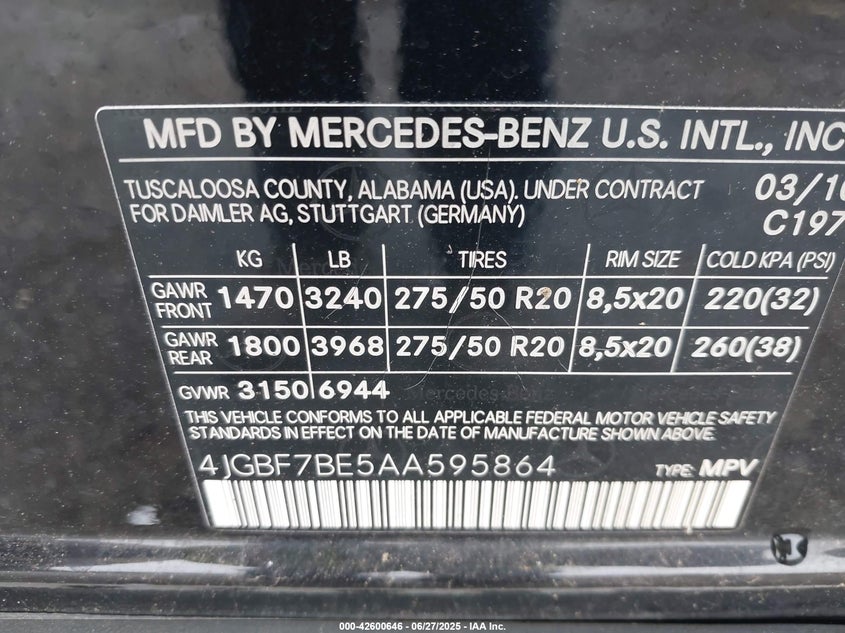 MFD BY MERCEDES-BENZ U.S. INTL., INC
TUSCALOOSA COUNTY, ALABAMA (USA). UNDER CONTRACT 03/10
FOR DAIMLER AG, STUTTGART (GERMANY) C197
KG LB TIRES RIM SIZE COLD KPA (PSI)
GAWR FRONT 1470 3240 275/50 R20 8,5x20 220(32)
GAWR REAR 1800 3968 275/50 R20 8,5x20 260(38)
GVWR 3150 6944
THIS VEHICLE CONFORMS TO ALL APPLICABLE FEDERAL MOTOR VEHICLE SAFETY
STANDARDS IN EFFECT ON THE DATE OF MANUFACTURE SHOWN ABOVE.
4JGBF7BE5AA595864 TYPE: MPV
000-42600646 - 06/27/2025 - IAA Inc.